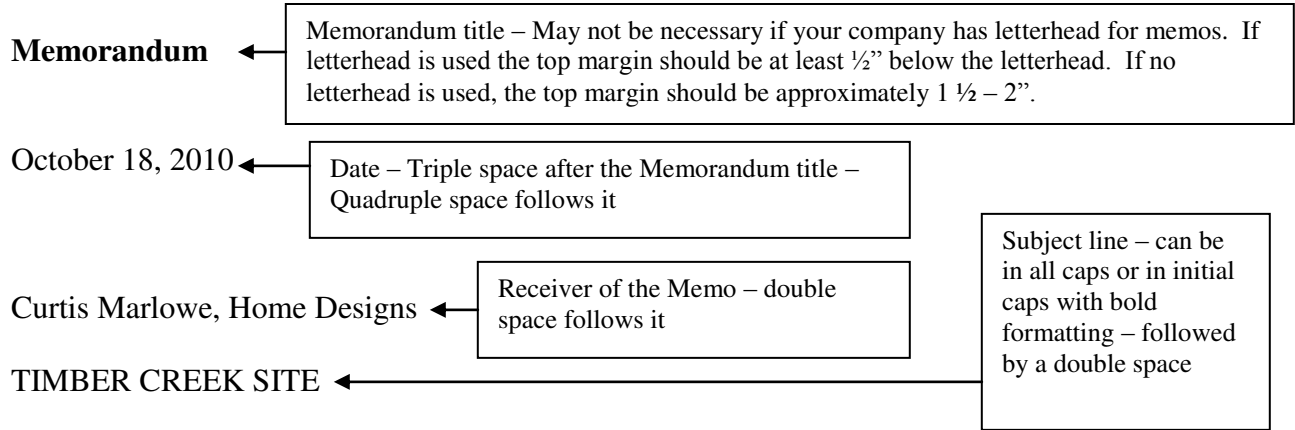 Memorandum
Memorandum title – May not be necessary if your company has letterhead for memos.  If
letterhead is used the top margin should be at least ½” below the letterhead.  If no
letterhead is used, the top margin should be approximately 1 ½ – 2”.
October 18, 2010
Date – Triple space after the Memorandum title –
Quadruple space follows it
Curtis Marlowe, Home Designs
Receiver of the Memo – double
space follows it
TIMBER CREEK SITE
Subject line – can be
in all caps or in initial
caps with bold
formatting – followed
by a double space